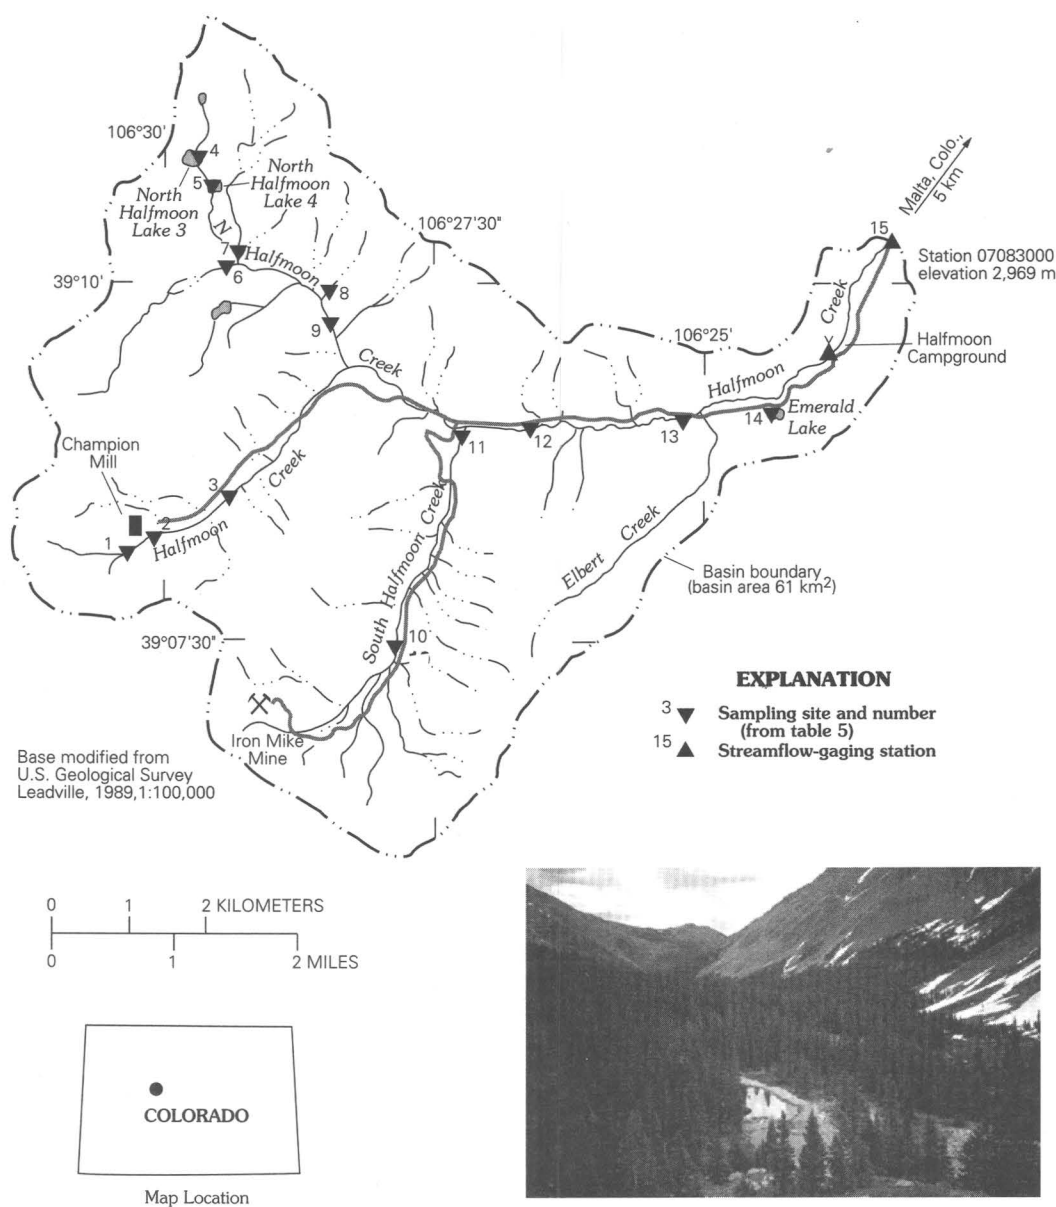 106°30'
4
5
North
Halfmoon
Lake 4
North
Halfmoon
Lake 3
N
Halfmoon
Creek
7
6
8
9
106°27'30"
39°10'
Malta, Colo.,
5 km
15
Station 07083000
elevation 2,969 m
Creek
Halfmoon
Campground
106°25'
Halfmoon
14
Emerald
Lake
13
12
11
Champion
Mill
3
Creek
2
Halfmoon
1
South Halfmoon Creek
Elbert Creek
Basin boundary
(basin area 61 km²)
39°07'30"
10
Iron Mike
Mine
Base modified from
U.S. Geological Survey
Leadville, 1989,1:100,000
EXPLANATION
3 Sampling site and number
(from table 5)
15 Streamflow-gaging station
0 1 2 KILOMETERS
0 1 2 MILES
COLORADO
Map Location